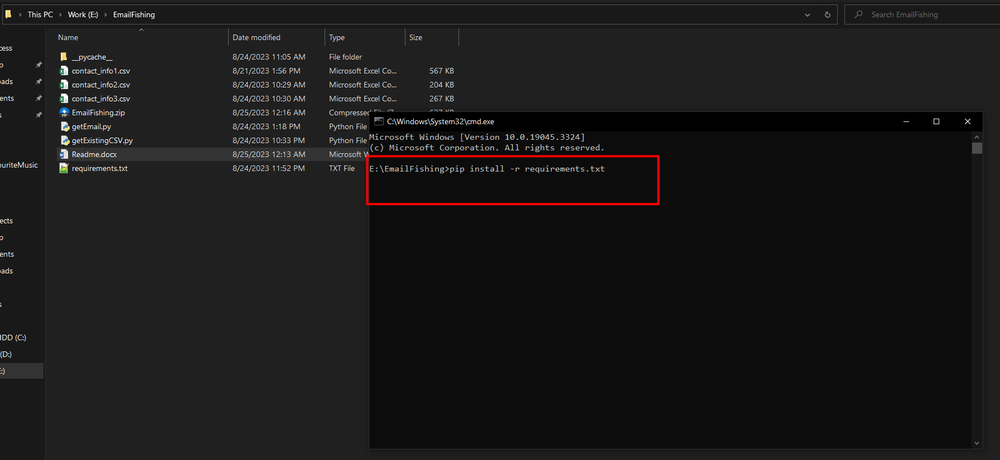 This PC > Work (E:) > EmailFishing
Search EmailFishing
Name Date modified Type Size
__pycache__ 8/24/2023 11:05 AM File folder
contact_info1.csv 8/21/2023 1:56 PM Microsoft Excel Co... 567 KB
contact_info2.csv 8/24/2023 10:29 AM Microsoft Excel Co... 204 KB
contact_info3.csv 8/24/2023 10:30 AM Microsoft Excel Co... 267 KB
EmailFishing.zip 8/25/2023 12:16 AM Compressed
getEmail.py 8/24/2023 1:18 PM Python File
getExistingCSV.py 8/24/2023 10:33 PM Python File
Readme.docx 8/25/2023 12:13 AM Microsoft W
requirements.txt 8/24/2023 11:52 PM TXT File
cess
p
oads
ents
s
ouriteMusic
ects
p
ents
oads
s
HDD (C:)
(D:)
E:)
C:\Windows\System32\cmd.exe
Microsoft Windows [Version 10.0.19045.3324]
(c) Microsoft Corporation. All rights reserved.
E:\EmailFishing>pip install -r requirements.txt